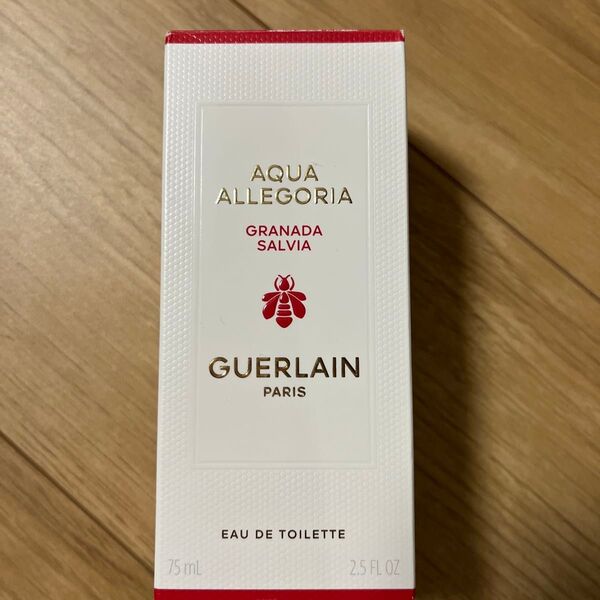 AQUA
ALLEGORIA
GRANADA
SALVIA
GUERLAIN
PARIS
EAU DE TOILETTE
75 mL 2.5 FL OZ